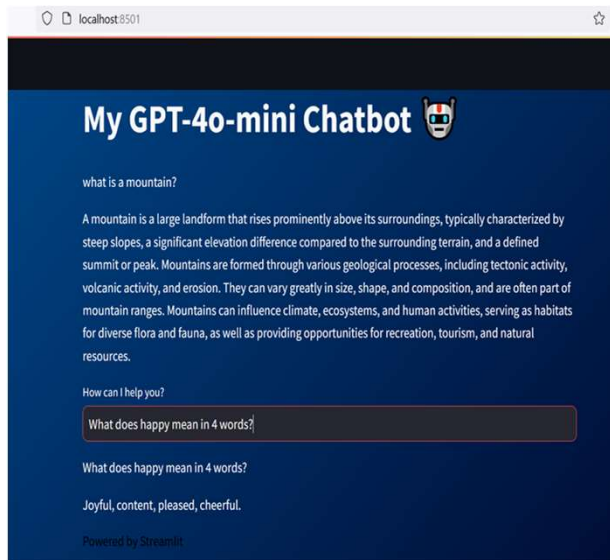 localhost:8501
My GPT-4o-mini Chatbot
what is a mountain?
A mountain is a large landform that rises prominently above its surroundings, typically characterized by
steep slopes, a significant elevation difference compared to the surrounding terrain, and a defined
summit or peak. Mountains are formed through various geological processes, including tectonic activity,
volcanic activity, and erosion. They can vary greatly in size, shape, and composition, and are often part of
mountain ranges. Mountains can influence climate, ecosystems, and human activities, serving as habitats
for diverse flora and fauna, as well as providing opportunities for recreation, tourism, and natural
resources.
How can I help you?
What does happy mean in 4 words?
What does happy mean in 4 words?
Joyful, content, pleased, cheerful.
Powered by Streamlit